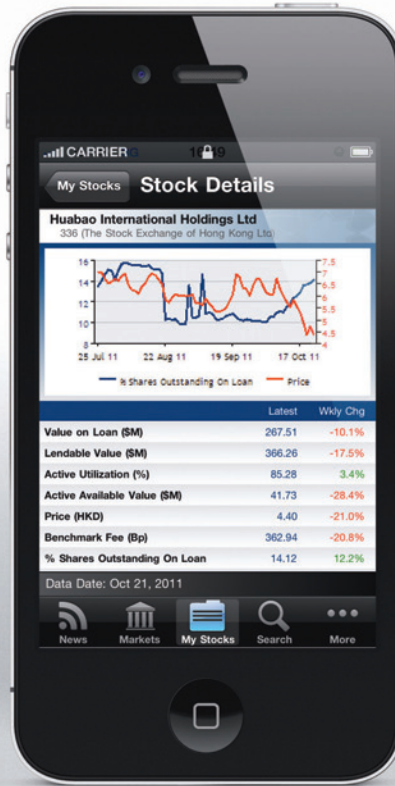 CARRIER
My Stocks
Stock Details
Huabao International Holdings Ltd
336 (The Stock Exchange of Hong Kong Ltd)
16 7.5
7
14 6.5
6
12 5.5
10 5
4.5
8 4
25 Jul 11 22 Aug 11 19 Sep 11 17 Oct 11
% Shares Outstanding On Loan Price
Latest Wkly Chg
Value on Loan ($M) 267.51 -10.1%
Lendable Value ($M) 366.26 -17.5%
Active Utilization (%) 85.28 3.4%
Active Available Value ($M) 41.73 -28.4%
Price (HKD) 4.40 -21.0%
Benchmark Fee (Bp) 362.94 -20.8%
% Shares Outstanding On Loan 14.12 12.2%
Data Date: Oct 21, 2011
News Markets My Stocks Search More